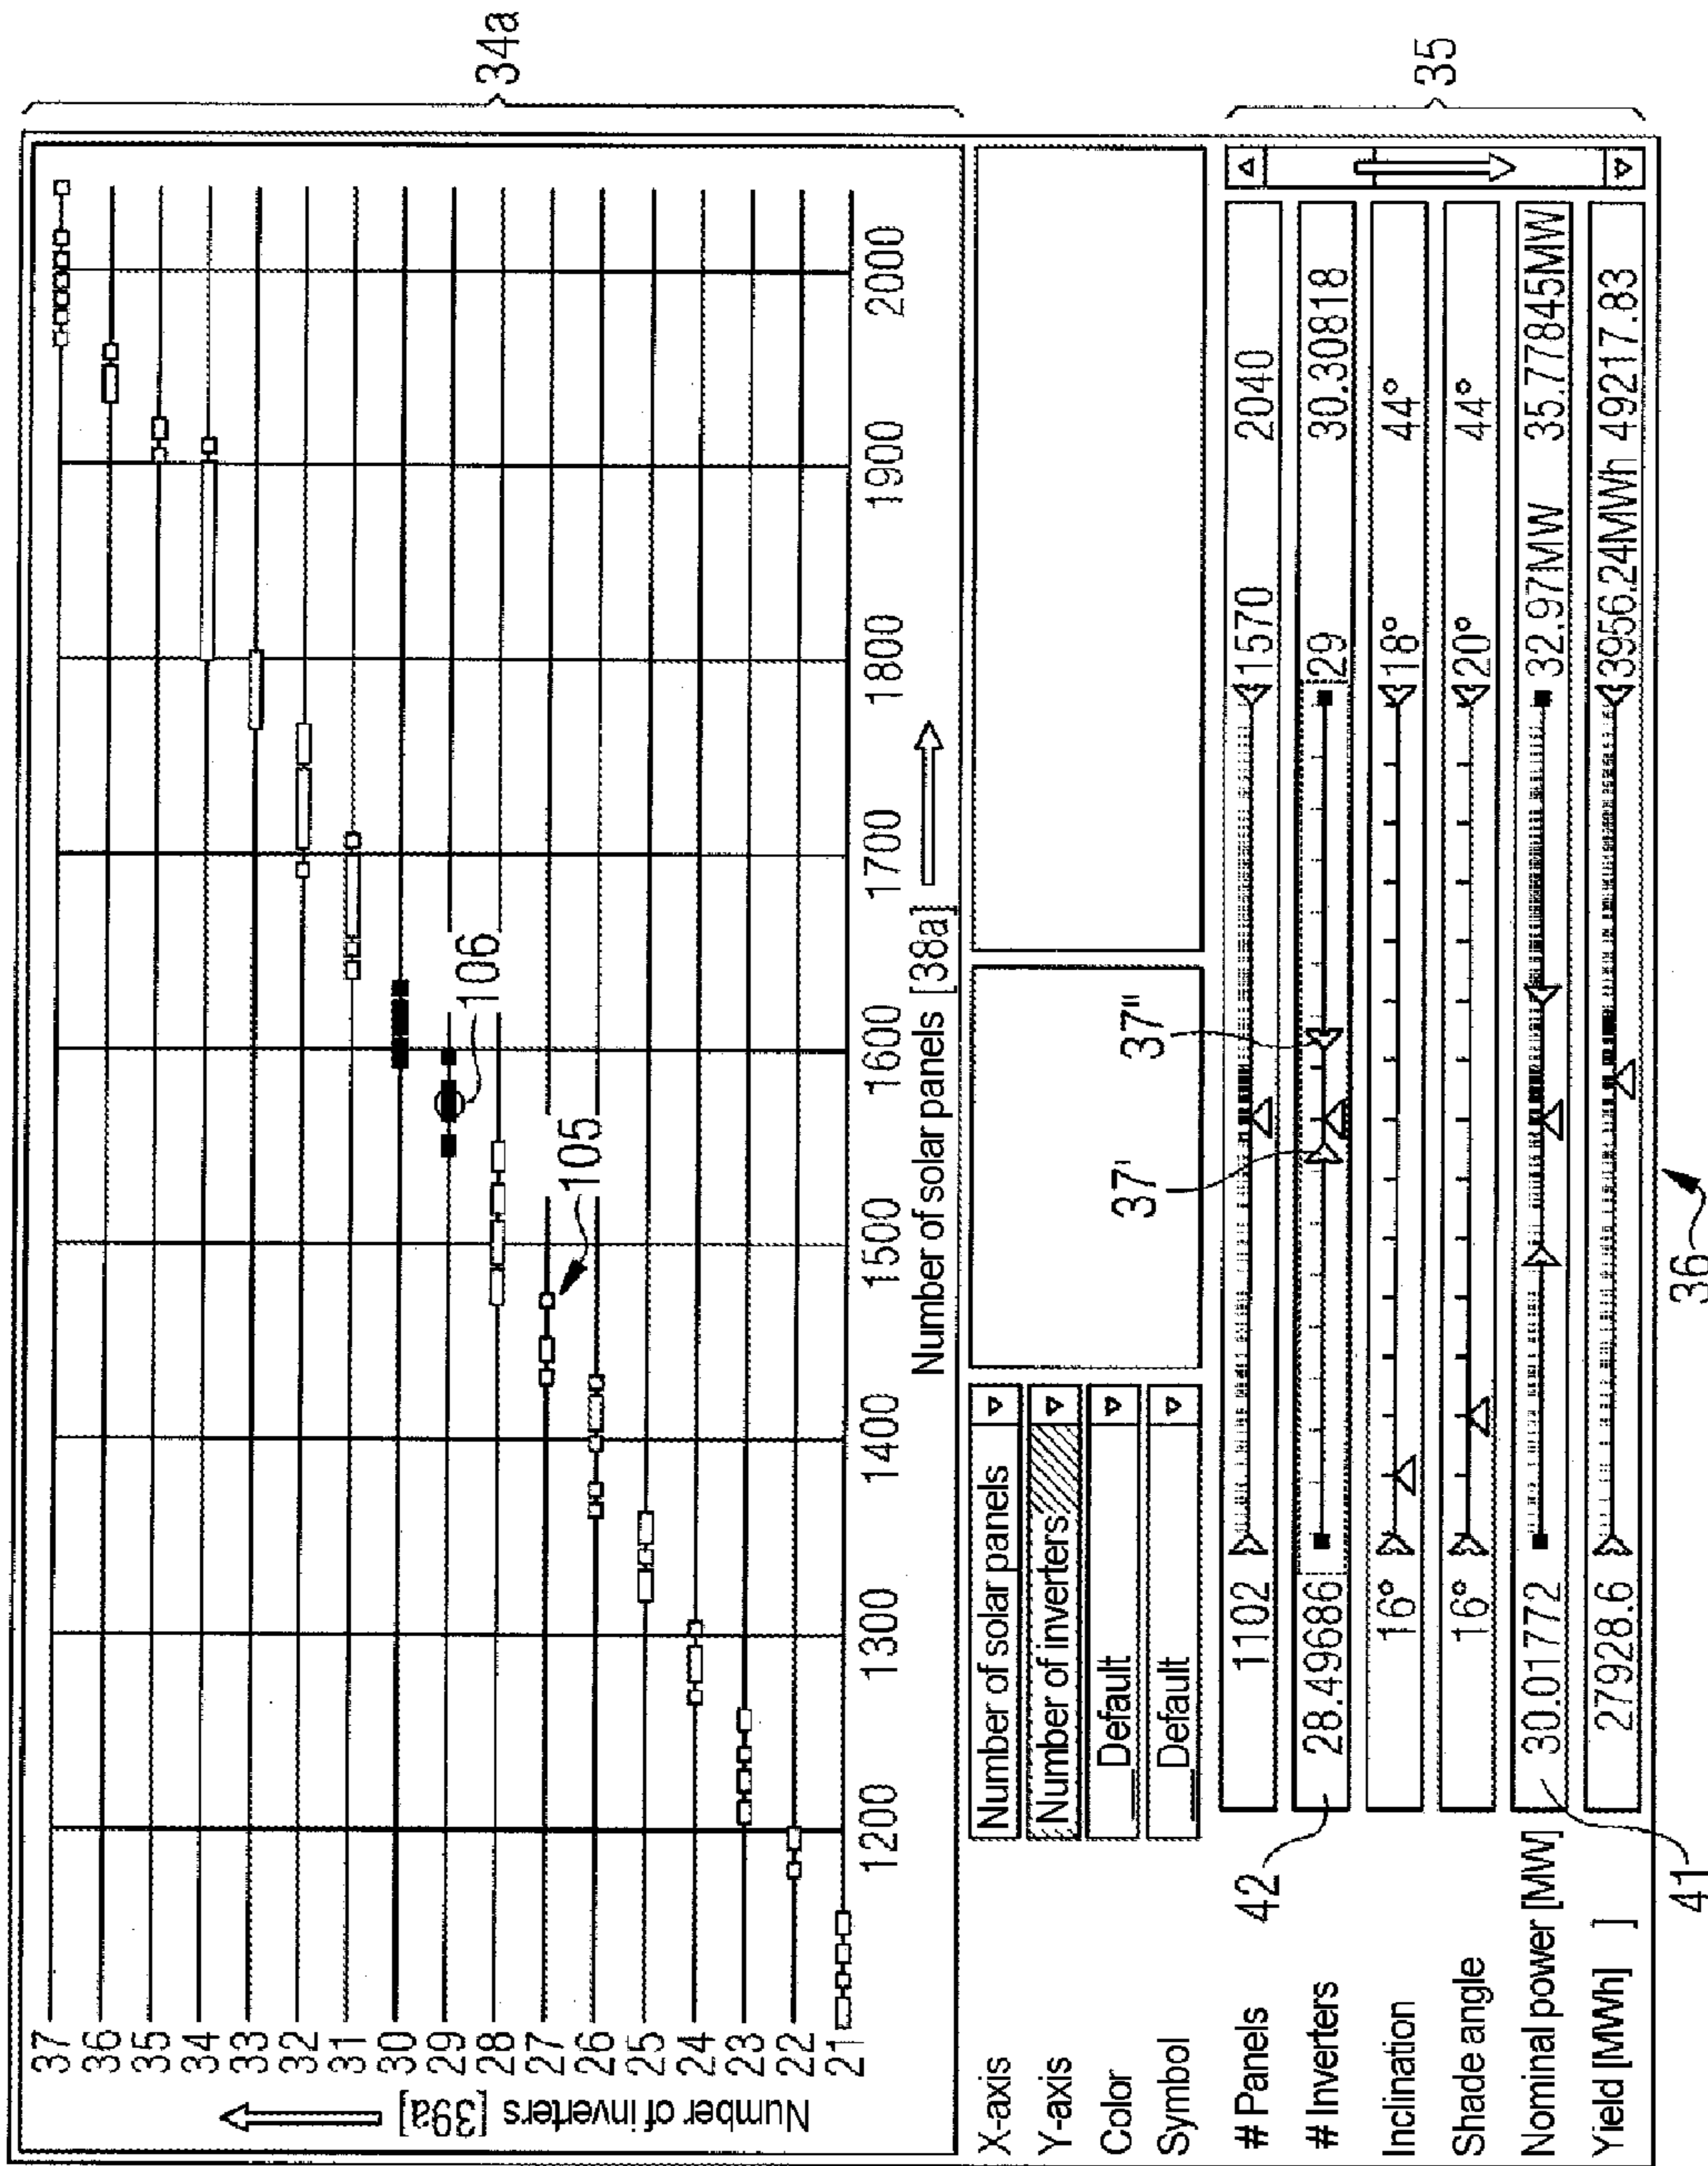 37
36
35
34
33
32
31
30
29
28
27
26
25
24
23
22
21
Number of inverters [39a]
1200 1300 1400 1500 1600 1700 1800 1900 2000
Number of solar panels [38a]
105
106
34a
X-axis Number of solar panels
Y-axis Number of inverters
Color _Default
Symbol _Default
37' 37"
# Panels 1102 1570 2040
42
# Inverters 28.49686 29 30.30818
Inclination 16° 18° 44°
Shade angle 16° 20° 44°
Nominal power [MW] 30.01772 32.97MW 35.77845MW
Yield [MWh] ] 27928.6 3956.24MWh 49217.83
35
41
36